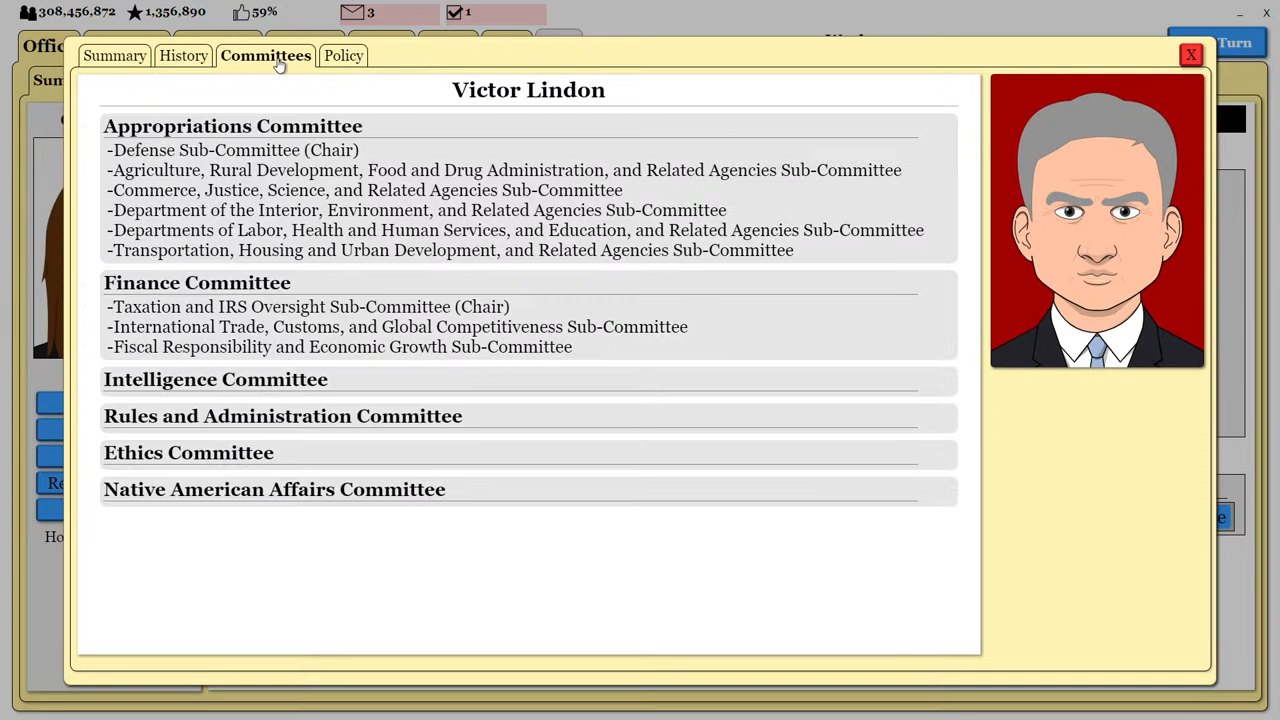 308,456,872 1,356,890 59% 3 1
_ X
Offic
Turn
Summary History Committees Policy
X
Sum
Victor Lindon
Appropriations Committee
-Defense Sub-Committee (Chair)
-Agriculture, Rural Development, Food and Drug Administration, and Related Agencies Sub-Committee
-Commerce, Justice, Science, and Related Agencies Sub-Committee
-Department of the Interior, Environment, and Related Agencies Sub-Committee
-Departments of Labor, Health and Human Services, and Education, and Related Agencies Sub-Committee
-Transportation, Housing and Urban Development, and Related Agencies Sub-Committee
Finance Committee
-Taxation and IRS Oversight Sub-Committee (Chair)
-International Trade, Customs, and Global Competitiveness Sub-Committee
-Fiscal Responsibility and Economic Growth Sub-Committee
Intelligence Committee
Rules and Administration Committee
Ethics Committee
Native American Affairs Committee
Re
e
Ho